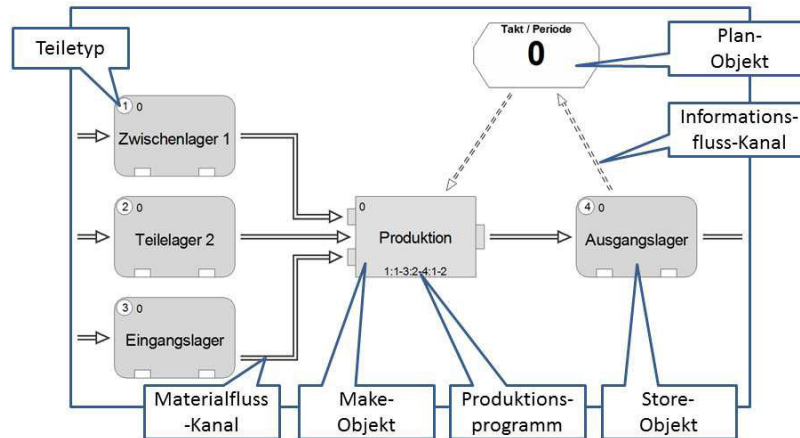 Teiletyp
Takt / Periode
0
Plan-
Objekt
1 0
Zwischenlager 1
Informations-
fluss-Kanal
2 0
Teilelager 2
0
Produktion
1:1-3:2-4:1-2
4 0
Ausgangslager
3 0
Eingangslager
Materialfluss
-Kanal
Make-
Objekt
Produktions-
programm
Store-
Objekt